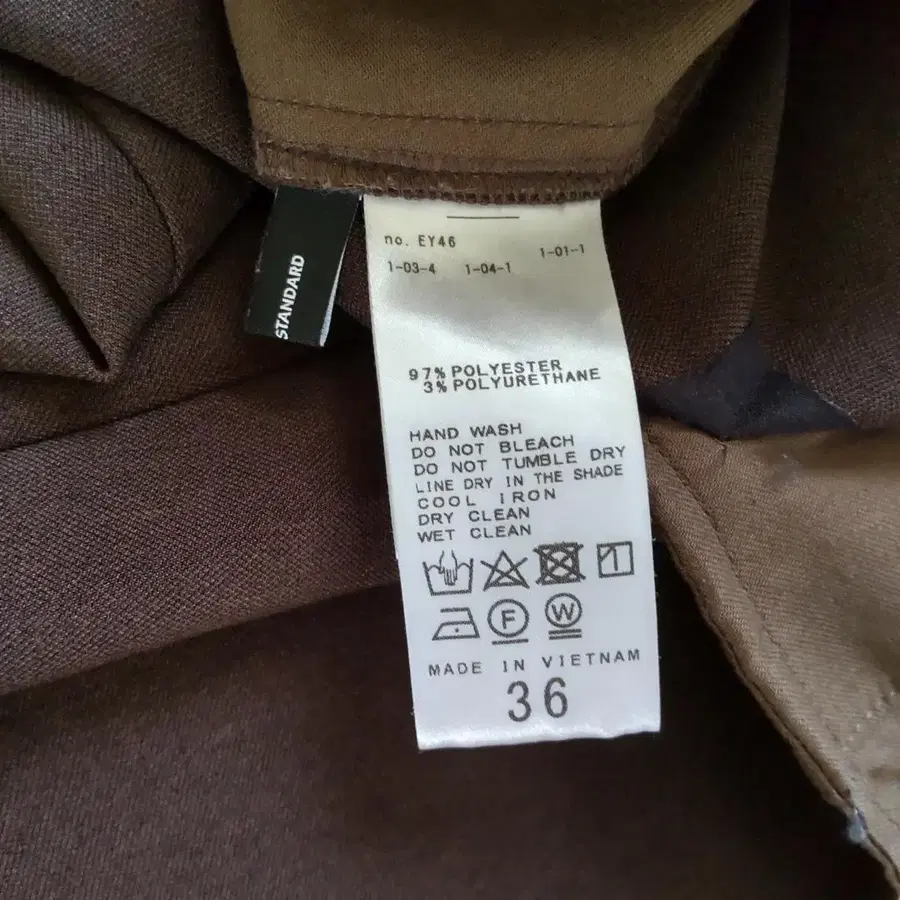 STANDARD
no. EY46
1-01-1
1-03-4 1-04-1
97% POLYESTER
3% POLYURETHANE
HAND WASH
DO NOT BLEACH
DO NOT TUMBLE DRY
LINE DRY IN THE SHADE
COOL IRON
DRY CLEAN
WET CLEAN
F W
MADE IN VIETNAM
36